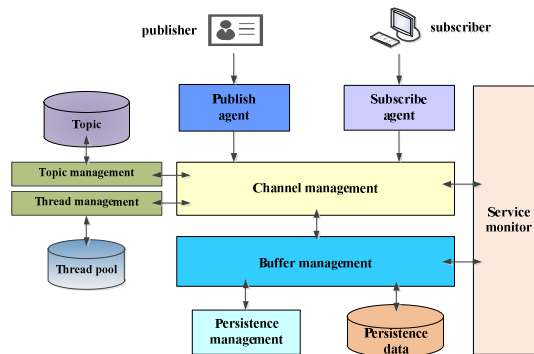 publisher
subscriber
Publish
agent
Subscribe
agent
Topic
Topic management
Thread management
Channel management
Service
monitor
Thread pool
Buffer management
Persistence
management
Persistence
data